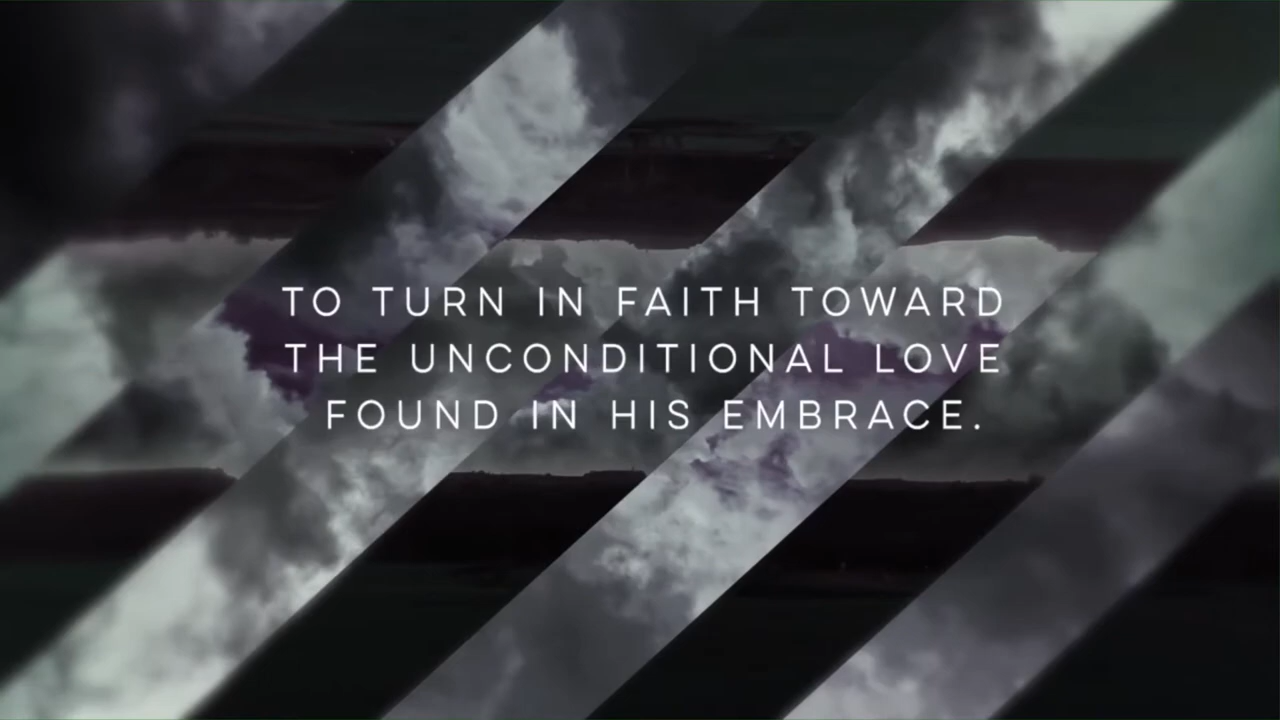 TO TURN IN FAITH TOWARD
THE UNCONDITIONAL LOVE
FOUND IN HIS EMBRACE.